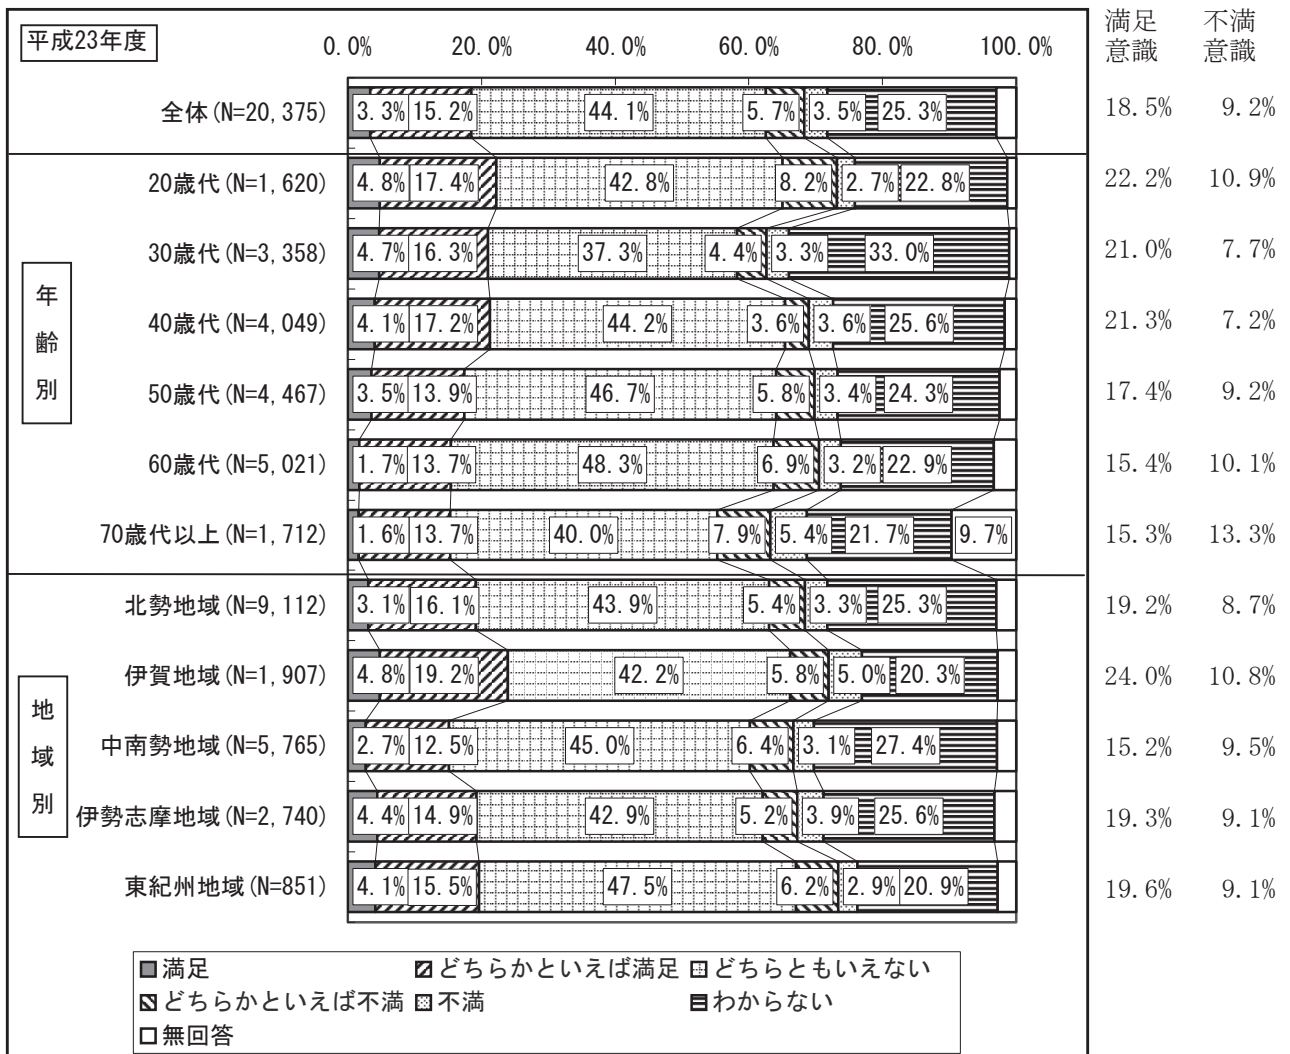 満足 不満
意識 意識
平成23年度
0.0% 20.0% 40.0% 60.0% 80.0% 100.0%
全体(N=20,375) 3.3% 15.2% 44.1% 5.7% 3.5% 25.3% 18.5% 9.2%
年齢別
20歳代(N=1,620) 4.8% 17.4% 42.8% 8.2% 2.7% 22.8% 22.2% 10.9%
30歳代(N=3,358) 4.7% 16.3% 37.3% 4.4% 3.3% 33.0% 21.0% 7.7%
40歳代(N=4,049) 4.1% 17.2% 44.2% 3.6% 3.6% 25.6% 21.3% 7.2%
50歳代(N=4,467) 3.5% 13.9% 46.7% 5.8% 3.4% 24.3% 17.4% 9.2%
60歳代(N=5,021) 1.7% 13.7% 48.3% 6.9% 3.2% 22.9% 15.4% 10.1%
70歳代以上(N=1,712) 1.6% 13.7% 40.0% 7.9% 5.4% 21.7% 9.7% 15.3% 13.3%
地域別
北勢地域(N=9,112) 3.1% 16.1% 43.9% 5.4% 3.3% 25.3% 19.2% 8.7%
伊賀地域(N=1,907) 4.8% 19.2% 42.2% 5.8% 5.0% 20.3% 24.0% 10.8%
中南勢地域(N=5,765) 2.7% 12.5% 45.0% 6.4% 3.1% 27.4% 15.2% 9.5%
伊勢志摩地域(N=2,740) 4.4% 14.9% 42.9% 5.2% 3.9% 25.6% 19.3% 9.1%
東紀州地域(N=851) 4.1% 15.5% 47.5% 6.2% 2.9% 20.9% 19.6% 9.1%
満足 どちらかといえば満足 どちらともいえない
どちらかといえば不満 不満 わからない
無回答